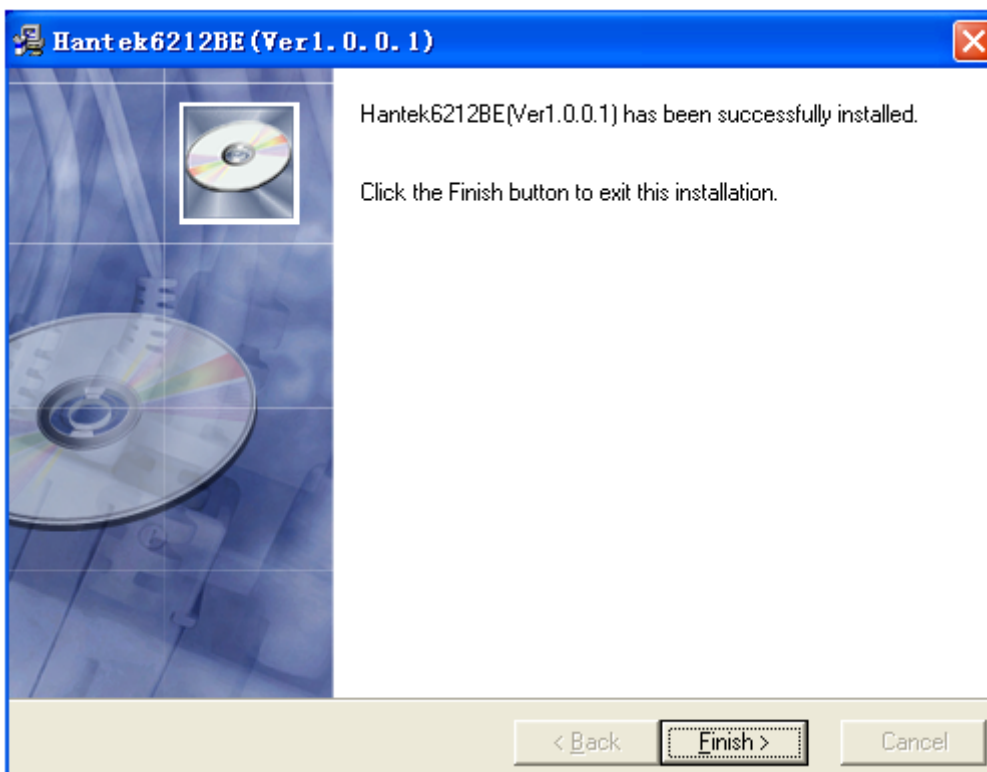 Hantek6212BE(Ver1.0.0.1)
Hantek6212BE(Ver1.0.0.1) has been successfully installed.
Click the Finish button to exit this installation.
< Back
Finish >
Cancel